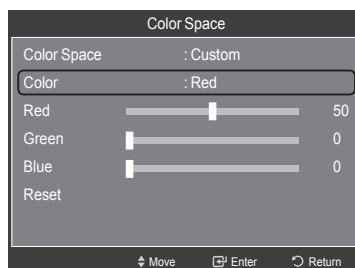 Color Space
Color Space : Custom
Color : Red
Red 50
Green 0
Blue 0
Reset
Move Enter Return